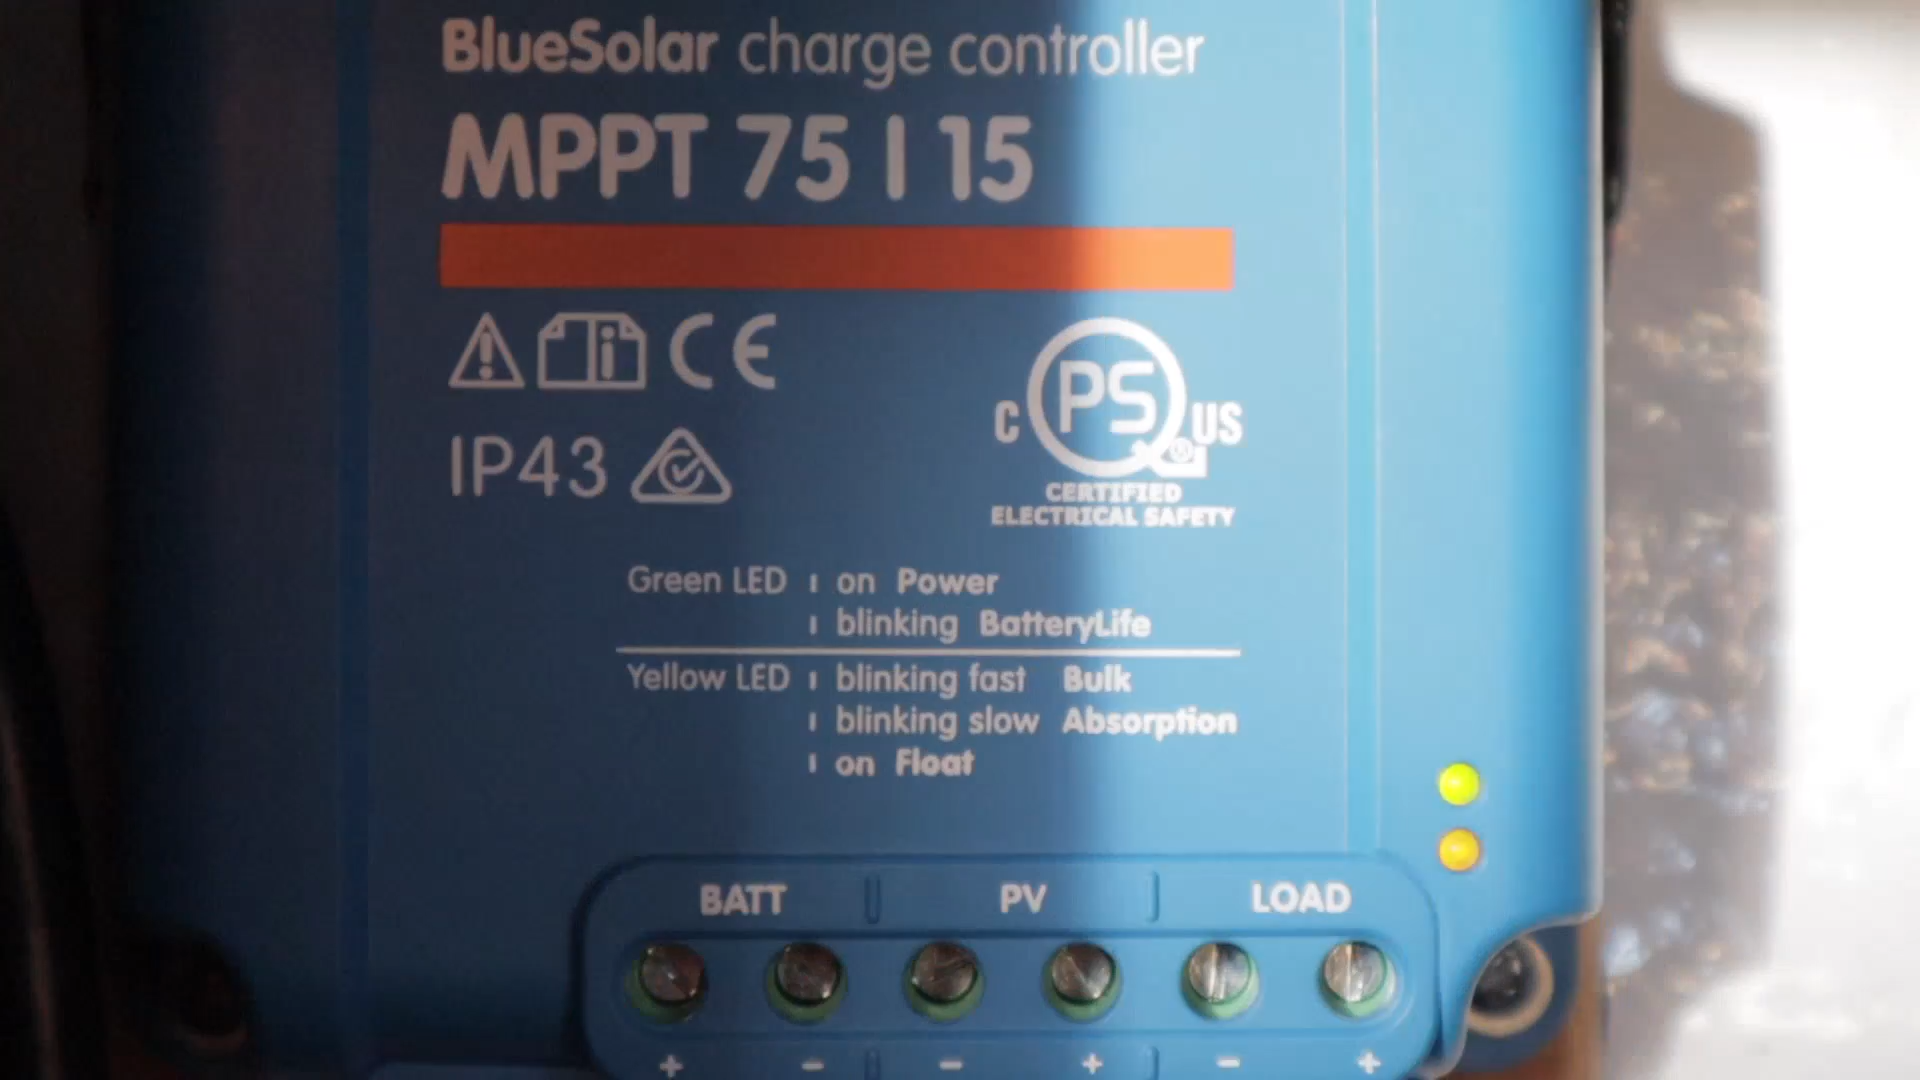 BlueSolar charge controller
MPPT 75 | 15
CE
IP43
C PS US
®
CERTIFIED
ELECTRICAL SAFETY
Green LED ı on Power
ı blinking BatteryLife
Yellow LED ı blinking fast Bulk
ı blinking slow Absorption
ı on Float
BATT PV LOAD
+ − − + − +